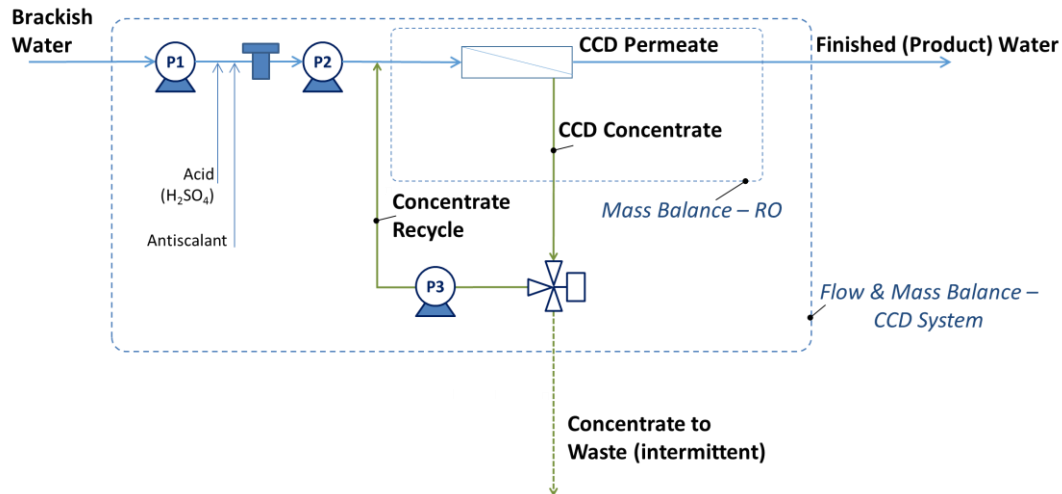 Brackish
Water
P1
P2
CCD Permeate
Finished (Product) Water
CCD Concentrate
Acid
(H₂SO₄)
Antiscalant
Concentrate
Recycle
Mass Balance – RO
P3
Flow & Mass Balance –
CCD System
Concentrate to
Waste (intermittent)